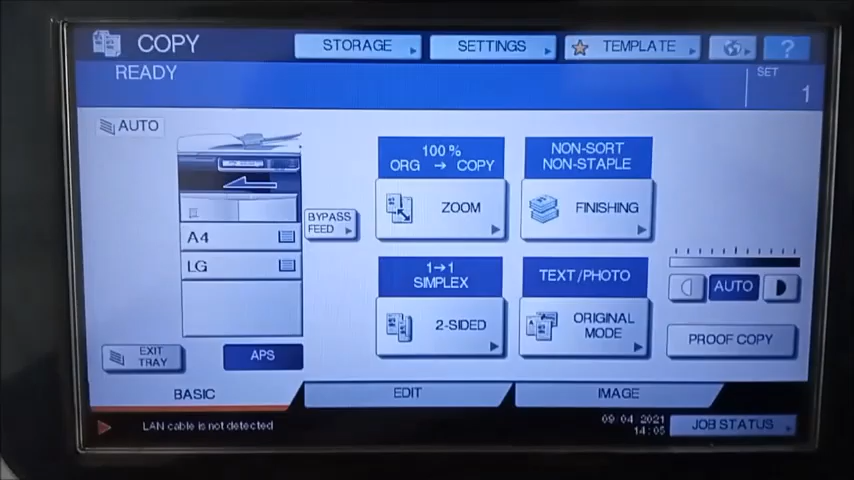 COPY
STORAGE
SETTINGS
TEMPLATE
?
READY
SET
1
AUTO
100 %
ORG → COPY
ZOOM
NON-SORT
NON-STAPLE
FINISHING
BYPASS
FEED
A4
LG
1→1
SIMPLEX
2-SIDED
TEXT/PHOTO
ORIGINAL
MODE
AUTO
PROOF COPY
EXIT
TRAY
APS
BASIC
EDIT
IMAGE
LAN cable is not detected
09.04.2021
14:05
JOB STATUS